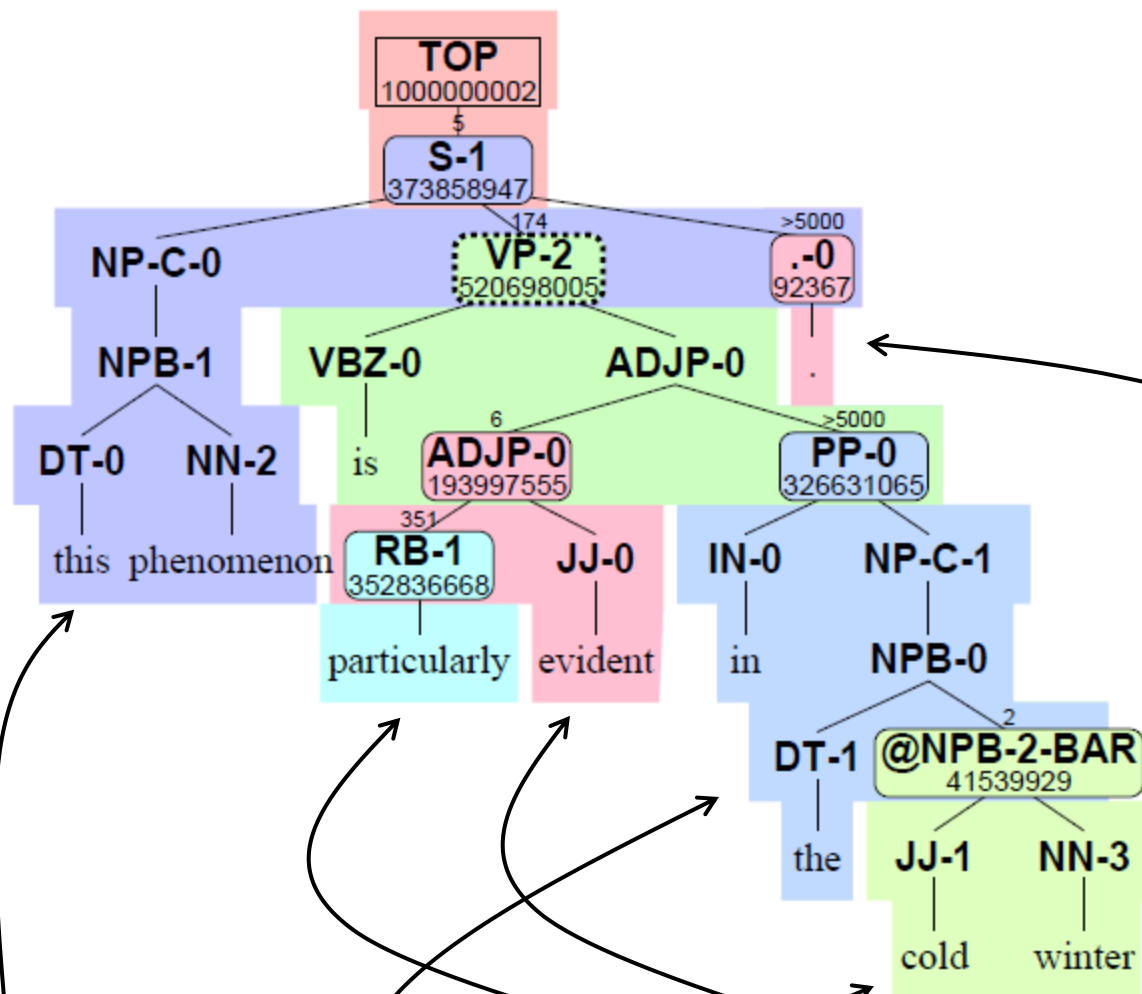 TOP
1000000002
5
S-1
373858947
174
>5000
NP-C-0
VP-2
.-0
520698005
92367
NPB-1
VBZ-0
ADJP-0
.
6
>5000
DT-0
NN-2
is
ADJP-0
PP-0
193997555
326631065
351
this
phenomenon
RB-1
JJ-0
IN-0
NP-C-1
352836668
particularly
evident
in
NPB-0
2
DT-1
@NPB-2-BAR
41539929
the
JJ-1
NN-3
cold
winter